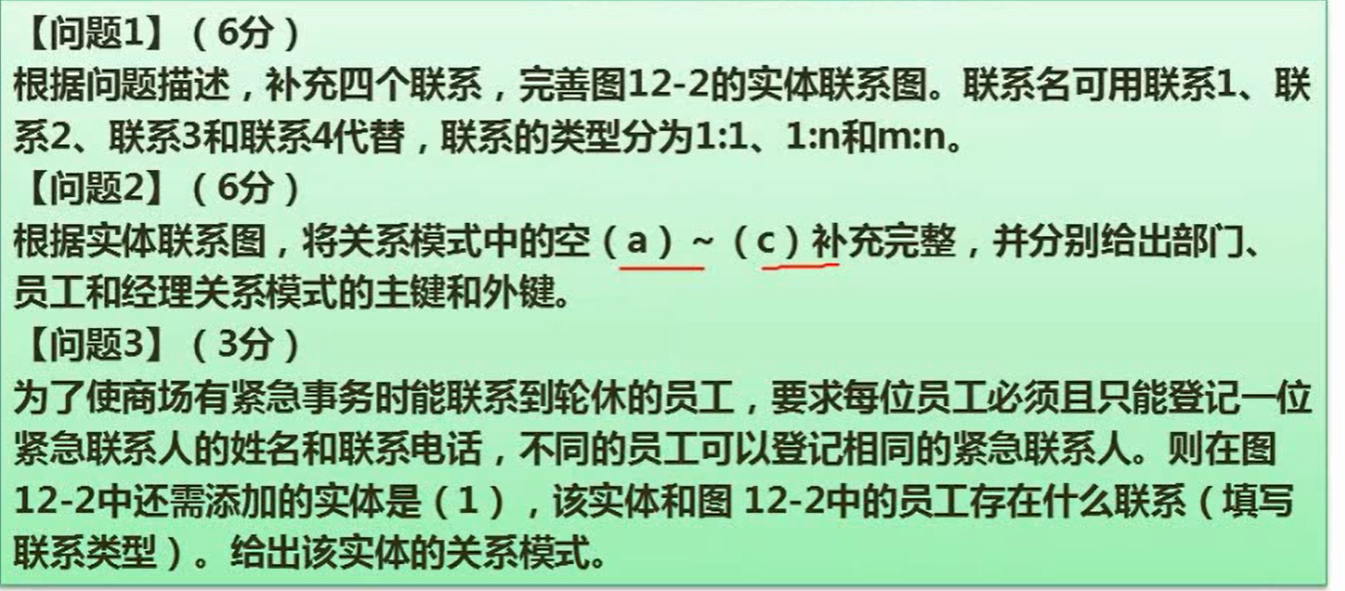 【问题1】（6分）
根据问题描述，补充四个联系，完善图12-2的实体联系图。联系名可用联系1、联
系2、联系3和联系4代替，联系的类型分为1:1、1:n和m:n。
【问题2】（6分）
根据实体联系图，将关系模式中的空（a）~（c）补充完整，并分别给出部门、
员工和经理关系模式的主键和外键。
【问题3】（3分）
为了使商场有紧急事务时能联系到轮休的员工，要求每位员工必须且只能登记一位
紧急联系人的姓名和联系电话，不同的员工可以登记相同的紧急联系人。则在图
12-2中还需添加的实体是（1），该实体和图 12-2中的员工存在什么联系（填写
联系类型）。给出该实体的关系模式。